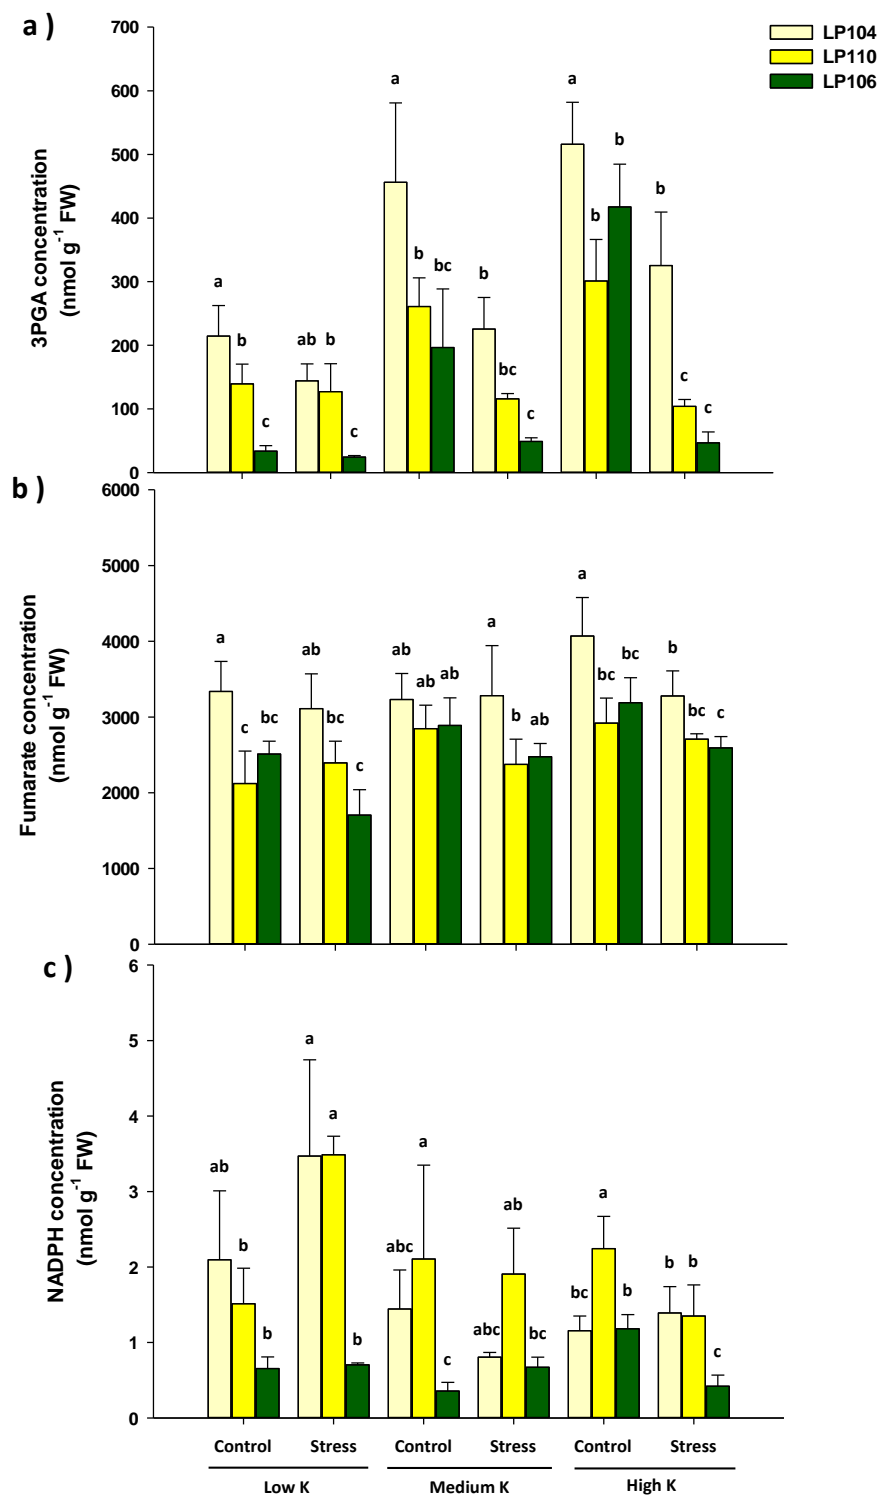 a )
LP104
LP110
LP106
3PGA concentration
(nmol g-1 FW)
700
600
500
400
300
200
100
0
a
b
c
ab
b
c
a
b
bc
b
bc
c
a
b
b
b
c
c
b )
Fumarate concentration
(nmol g-1 FW)
6000
5000
4000
3000
2000
1000
0
a
c
bc
ab
bc
c
ab
ab
ab
a
b
ab
a
bc
bc
b
bc
c
c )
NADPH concentration
(nmol g-1 FW)
6
5
4
3
2
1
0
ab
b
b
a
a
b
abc
a
c
abc
ab
bc
bc
a
b
b
b
c
Control Stress Control Stress Control Stress
Low K Medium K High K